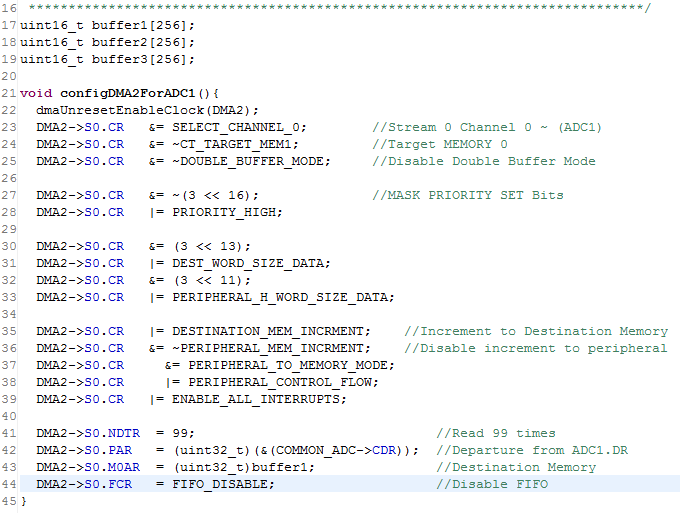 16 *****************************************************************************/
17 uint16_t buffer1[256];
18 uint16_t buffer2[256];
19 uint16_t buffer3[256];
20
21 void configDMA2ForADC1(){
22   dmaUnresetEnableClock(DMA2);
23   DMA2->S0.CR   &= SELECT_CHANNEL_0;        //Stream 0 Channel 0 ~ (ADC1)
24   DMA2->S0.CR   &= ~CT_TARGET_MEM1;         //Target MEMORY 0
25   DMA2->S0.CR   &= ~DOUBLE_BUFFER_MODE;     //Disable Double Buffer Mode
26
27   DMA2->S0.CR   &= ~(3 << 16);              //MASK PRIORITY SET Bits
28   DMA2->S0.CR   |= PRIORITY_HIGH;
29
30   DMA2->S0.CR   &= (3 << 13);
31   DMA2->S0.CR   |= DEST_WORD_SIZE_DATA;
32   DMA2->S0.CR   &= (3 << 11);
33   DMA2->S0.CR   |= PERIPHERAL_H_WORD_SIZE_DATA;
34
35   DMA2->S0.CR   |= DESTINATION_MEM_INCRMENT;    //Increment to Destination Memory
36   DMA2->S0.CR   &= ~PERIPHERAL_MEM_INCRMENT;    //Disable increment to peripheral
37   DMA2->S0.CR     &= PERIPHERAL_TO_MEMORY_MODE;
38   DMA2->S0.CR     |= PERIPHERAL_CONTROL_FLOW;
39   DMA2->S0.CR   |= ENABLE_ALL_INTERRUPTS;
40
41   DMA2->S0.NDTR  = 99;                              //Read 99 times
42   DMA2->S0.PAR   = (uint32_t)(&(COMMON_ADC->CDR));  //Departure from ADC1.DR
43   DMA2->S0.M0AR  = (uint32_t)buffer1;               //Destination Memory
44   DMA2->S0.FCR   = FIFO_DISABLE;                    //Disable FIFO
45 }